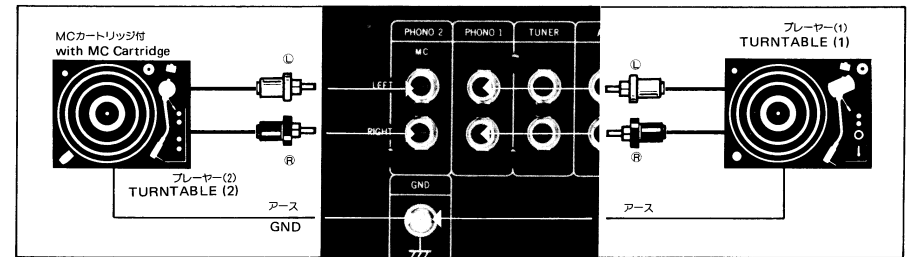 MCカートリッジ付
with MC Cartridge
Ⓛ
Ⓡ
プレーヤー(2)
TURNTABLE (2)
アース
GND
PHONO 2
PHONO 1
TUNER
A
MC
LEFT
RIGHT
GND
プレーヤー(1)
TURNTABLE (1)
Ⓛ
Ⓡ
アース